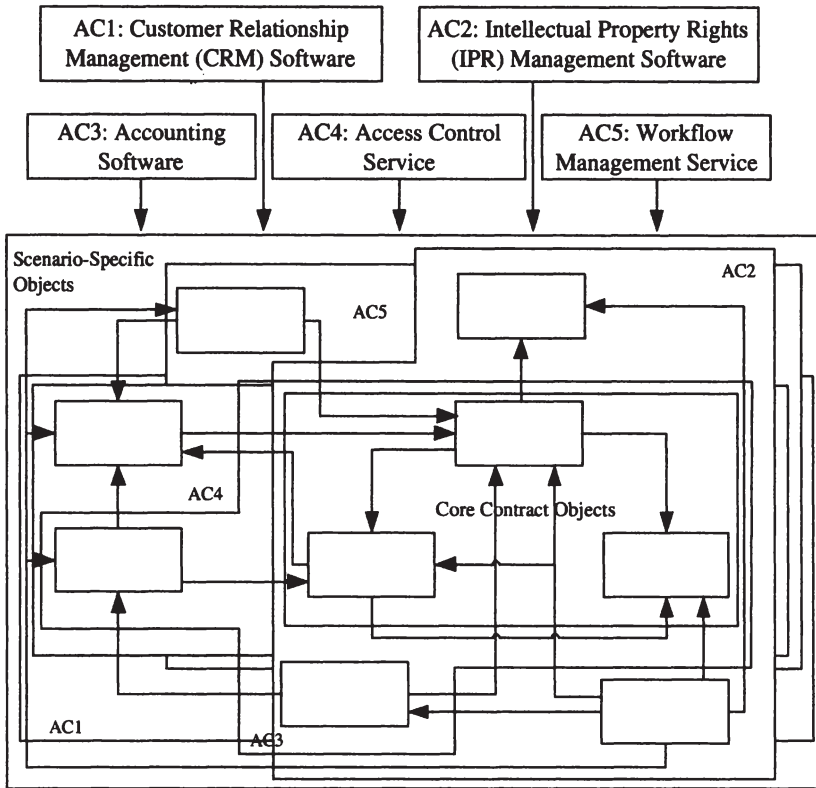 AC1: Customer Relationship
Management (CRM) Software
AC2: Intellectual Property Rights
(IPR) Management Software
AC3: Accounting
Software
AC4: Access Control
Service
AC5: Workflow
Management Service
Scenario-Specific
Objects
AC2
AC5
AC4
Core Contract Objects
AC1
AC3